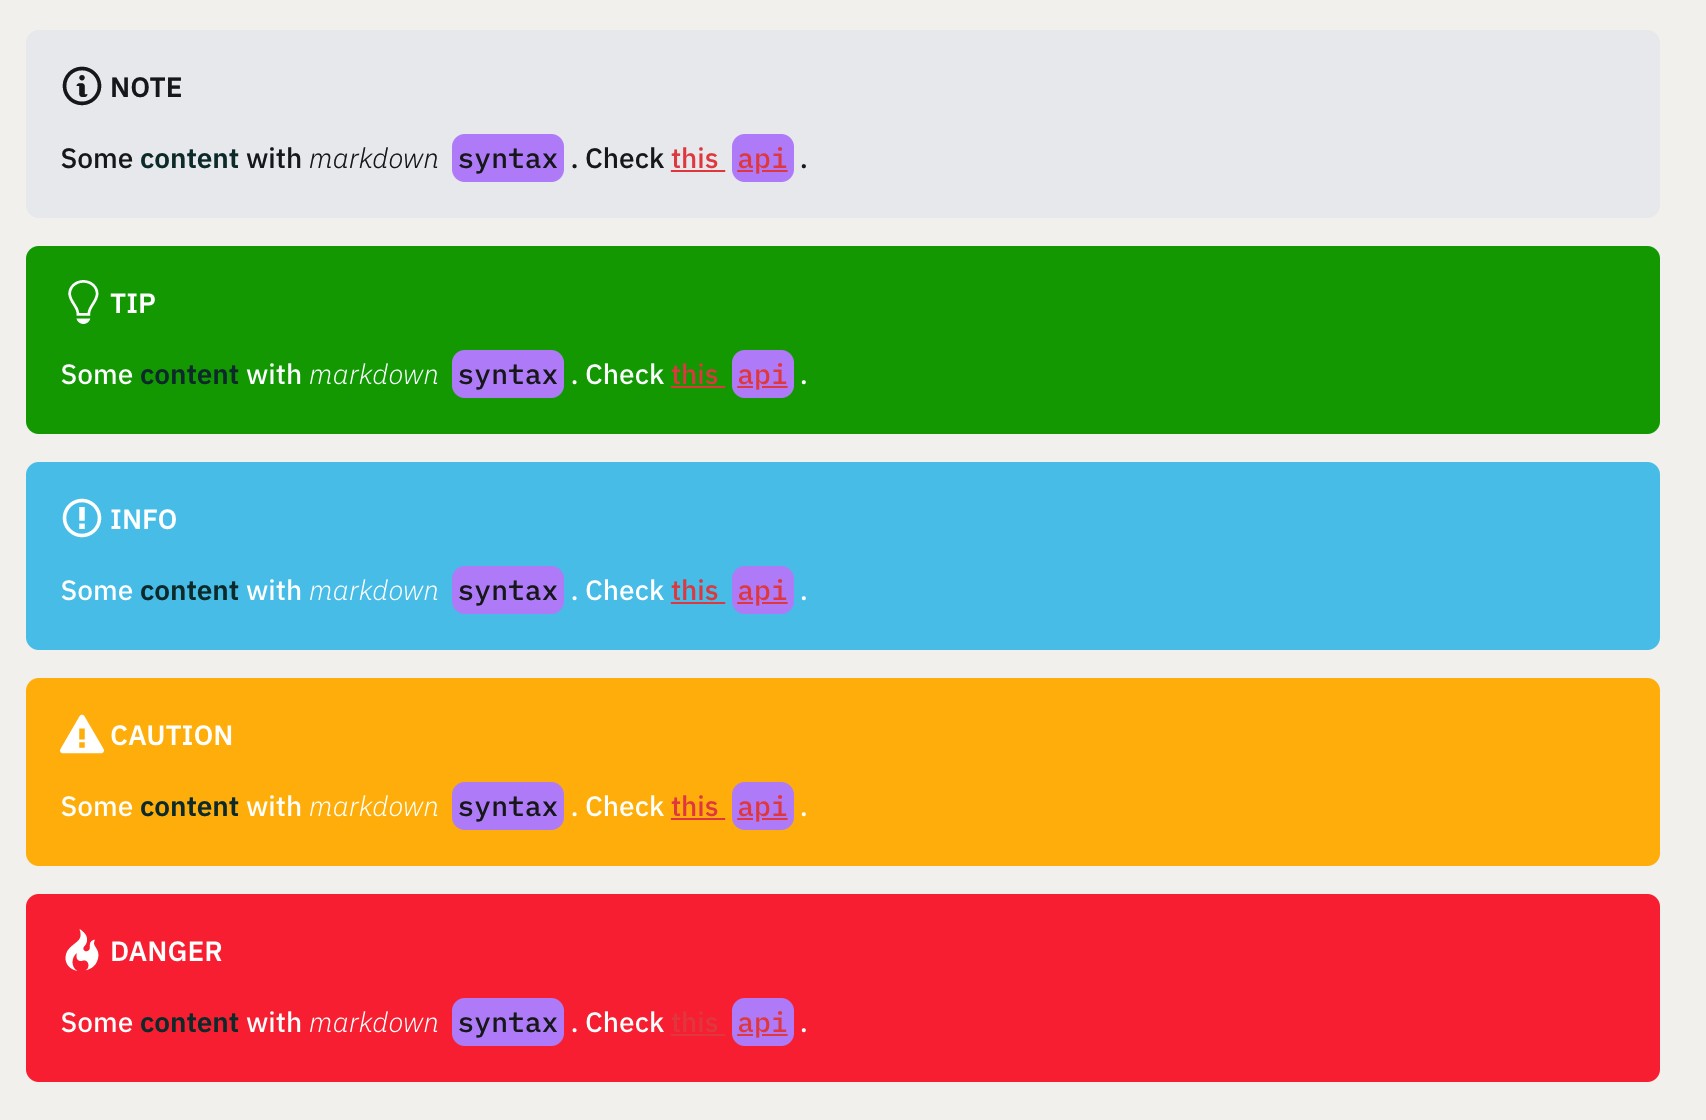 NOTE
Some content with markdown syntax . Check this api .
TIP
Some content with markdown syntax . Check this api .
INFO
Some content with markdown syntax . Check this api .
CAUTION
Some content with markdown syntax . Check this api .
DANGER
Some content with markdown syntax . Check this api .